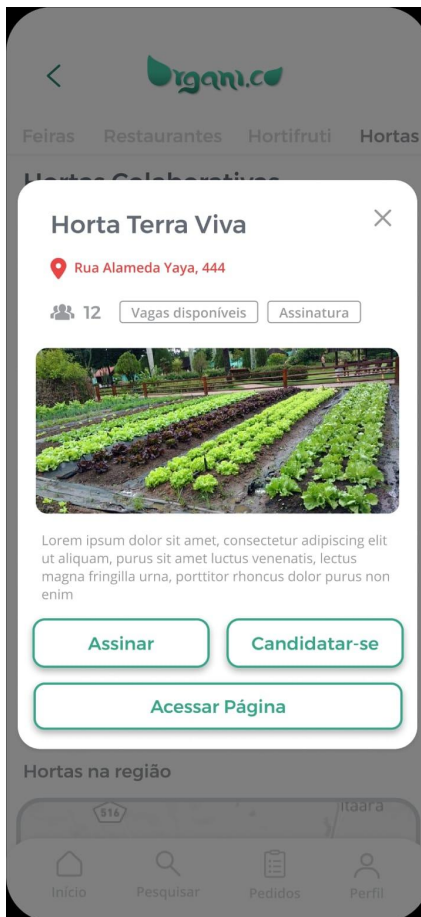 Organi.co
Feiras Restaurantes Hortifruti Hortas
Hortas Colaborativas
Horta Terra Viva
Rua Alameda Yaya, 444
12 Vagas disponíveis Assinatura
Lorem ipsum dolor sit amet, consectetur adipiscing elit
ut aliquam, purus sit amet luctus venenatis, lectus
magna fringilla urna, porttitor rhoncus dolor purus non
enim
Assinar Candidatar-se
Acessar Página
Hortas na região
516 Itaara
Início Pesquisar Pedidos Perfil